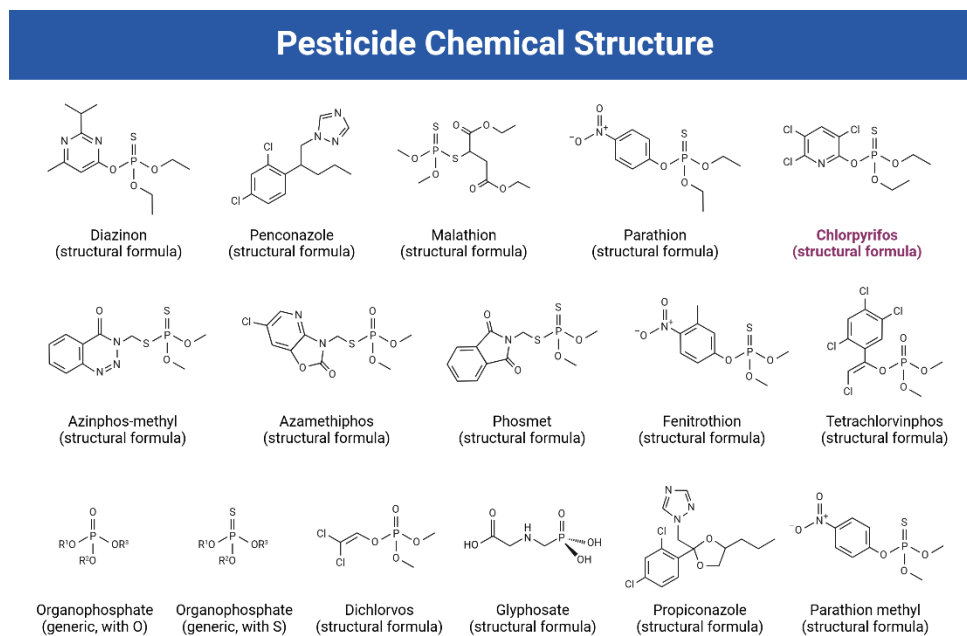 Pesticide Chemical Structure
Diazinon
(structural formula)
Penconazole
(structural formula)
Malathion
(structural formula)
Parathion
(structural formula)
Chlorpyrifos
(structural formula)
Azinphos-methyl
(structural formula)
Azamethiphos
(structural formula)
Phosmet
(structural formula)
Fenitrothion
(structural formula)
Tetrachlorvinphos
(structural formula)
Organophosphate
(generic, with O)
Organophosphate
(generic, with S)
Dichlorvos
(structural formula)
Glyphosate
(structural formula)
Propiconazole
(structural formula)
Parathion methyl
(structural formula)